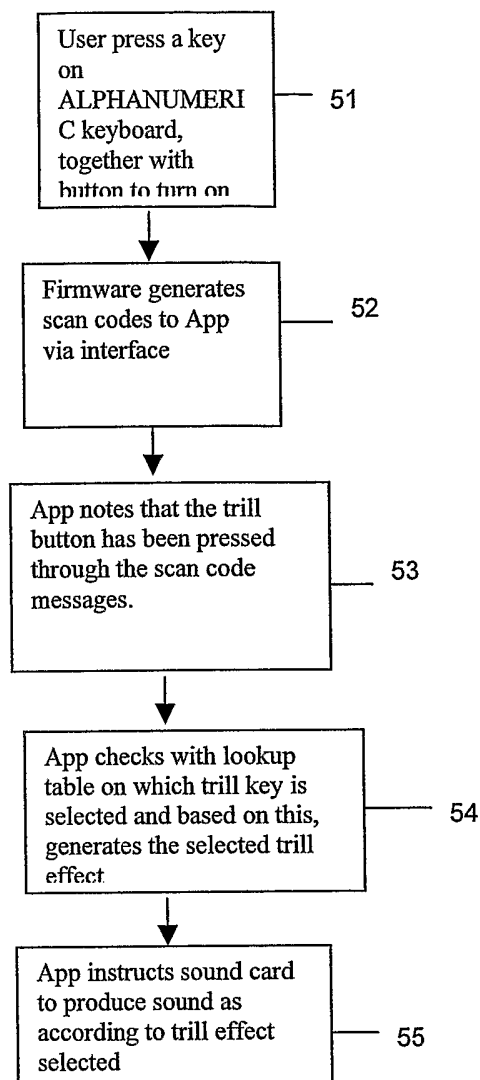 User press a key
on
ALPHANUMERI
C keyboard,
together with
button to turn on
51
Firmware generates
scan codes to App
via interface
52
App notes that the trill
button has been pressed
through the scan code
messages.
53
App checks with lookup
table on which trill key is
selected and based on this,
generates the selected trill
effect
54
App instructs sound card
to produce sound as
according to trill effect
selected
55